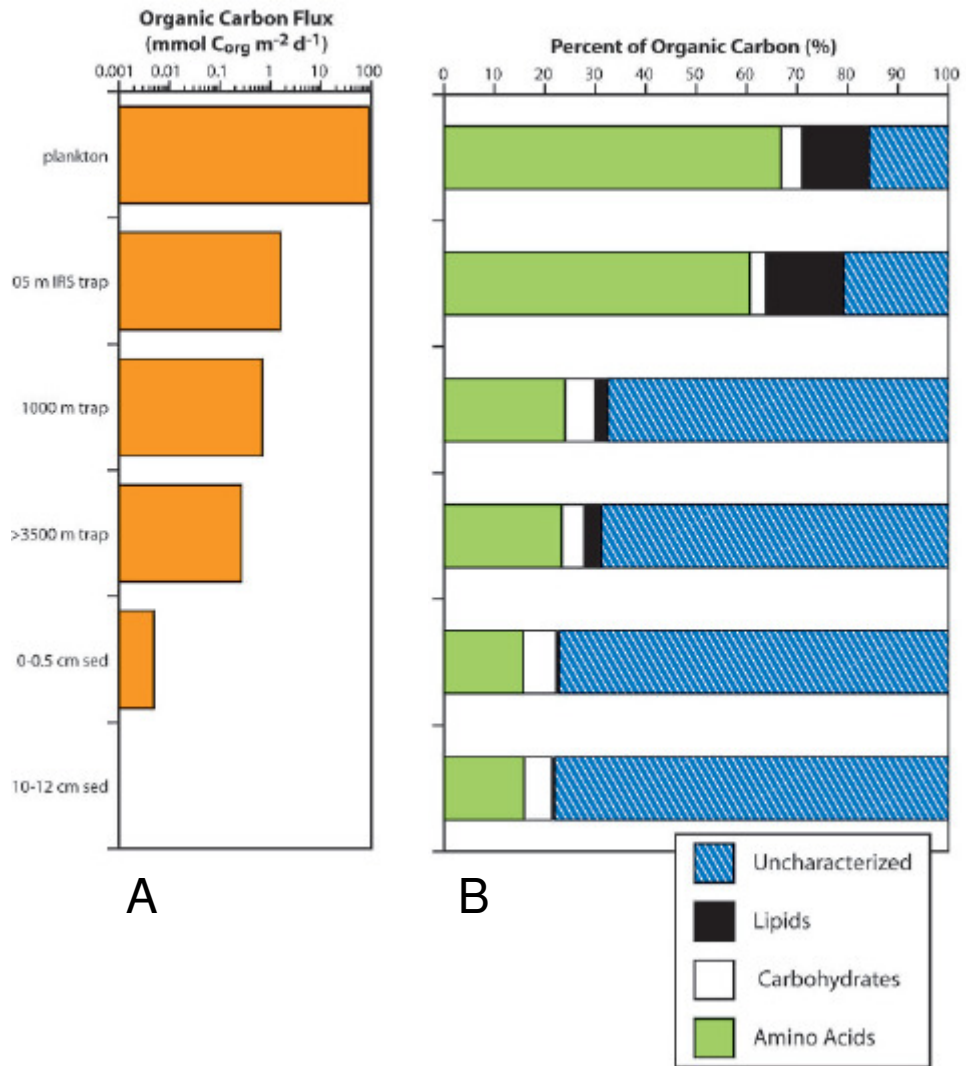 Organic Carbon Flux
(mmol Corg m-2 d-1)
0.001 0.01 0.1 1 10 100
plankton
05 m IRS trap
1000 m trap
>3500 m trap
0-0.5 cm sed
10-12 cm sed
A
Percent of Organic Carbon (%)
0 10 20 30 40 50 60 70 80 90 100
B
Uncharacterized
Lipids
Carbohydrates
Amino Acids